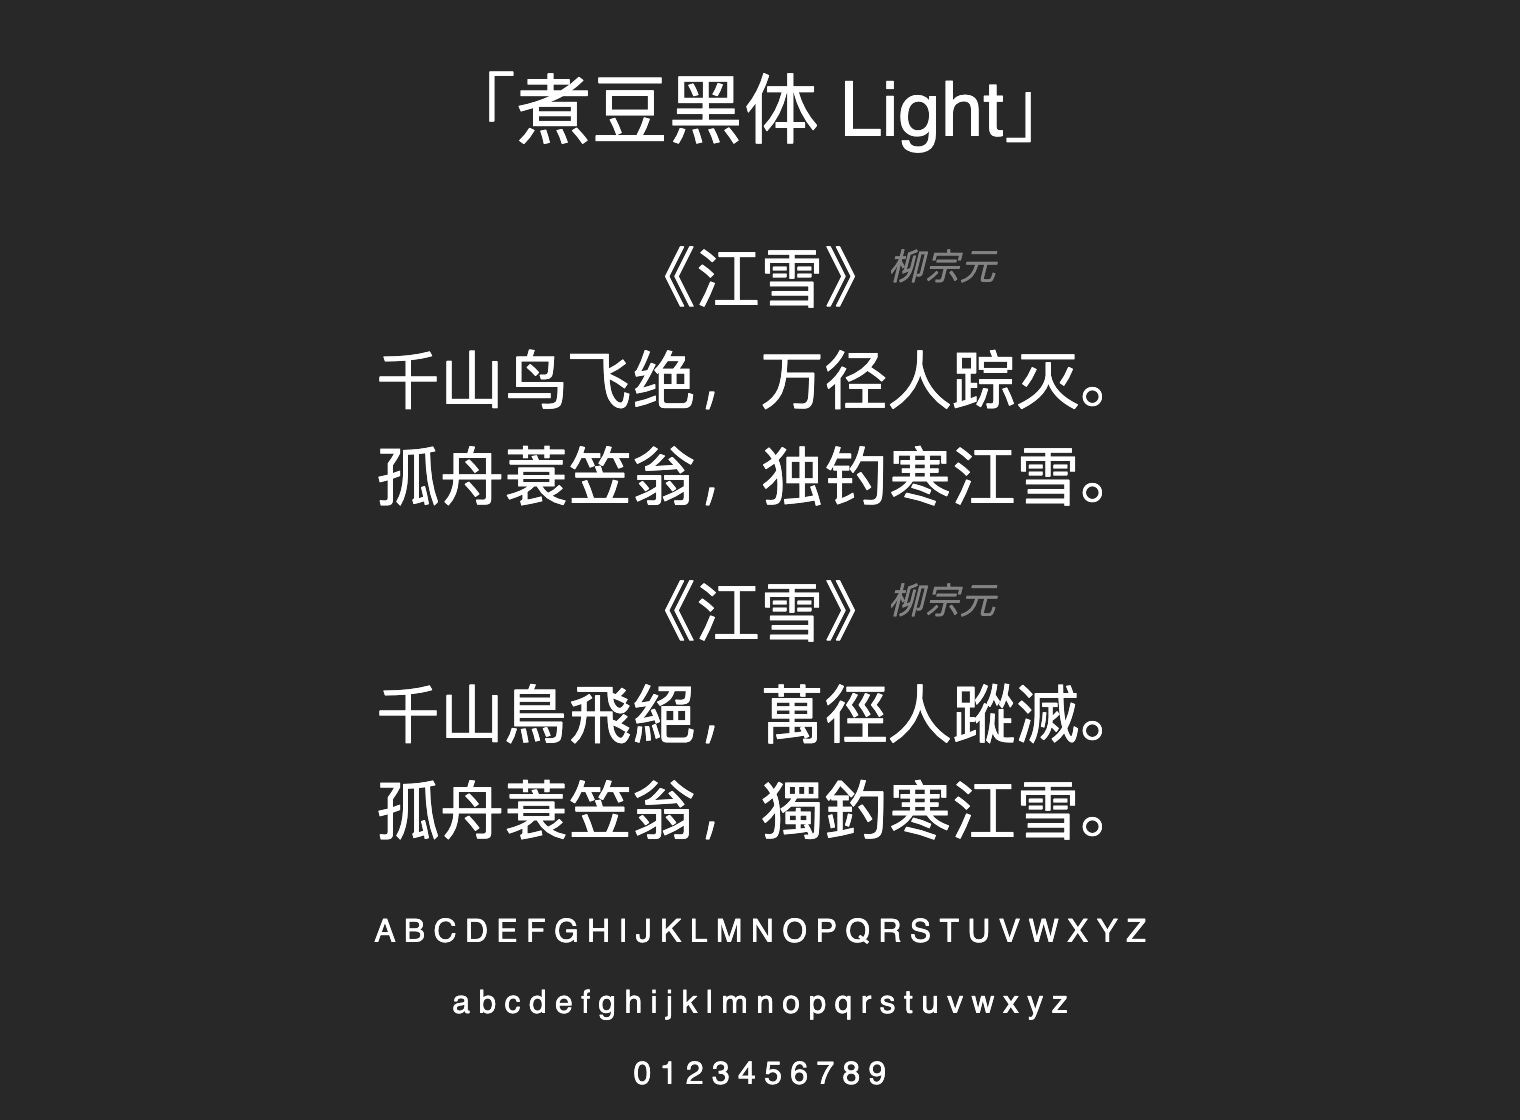 「煮豆黑体 Light」
《江雪》柳宗元
千山鸟飞绝，万径人踪灭。
孤舟蓑笠翁，独钓寒江雪。
《江雪》柳宗元
千山鳥飛絕，萬徑人蹤滅。
孤舟蓑笠翁，獨釣寒江雪。
A B C D E F G H I J K L M N O P Q R S T U V W X Y Z
a b c d e f g h i j k l m n o p q r s t u v w x y z
0 1 2 3 4 5 6 7 8 9